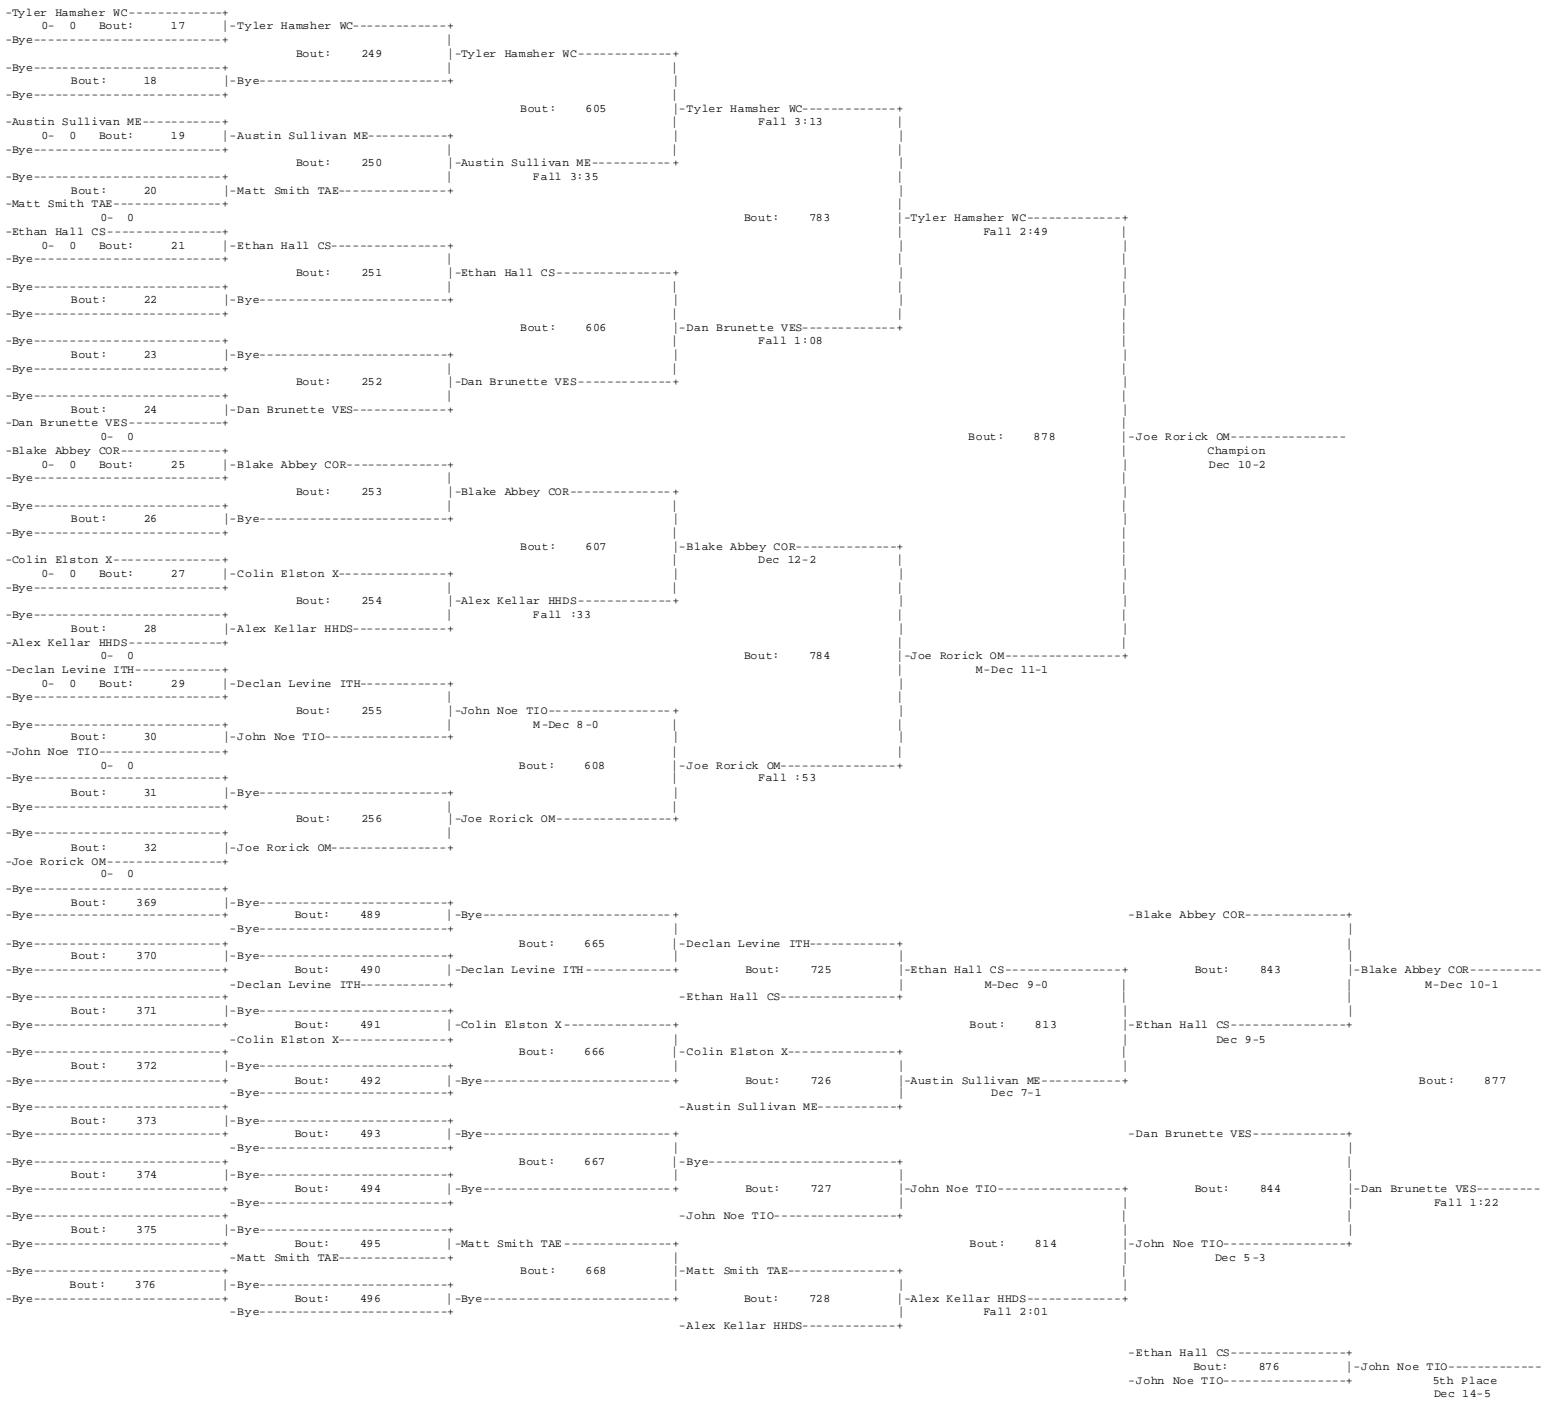 -Tyler Hamsher WC-------------+
0- 0 Bout: 17 |-Tyler Hamsher WC-------------+
-Bye--------------------------+ |
Bout: 249 |-Tyler Hamsher WC-------------+
-Bye--------------------------+ | |
Bout: 18 |-Bye--------------------------+ |
-Bye--------------------------+ |
Bout: 605 |-Tyler Hamsher WC-------------+
-Austin Sullivan ME-----------+ | Fall 3:13 |
0- 0 Bout: 19 |-Austin Sullivan ME-----------+ | |
-Bye--------------------------+ | | |
Bout: 250 |-Austin Sullivan ME-----------+ |
-Bye--------------------------+ | Fall 3:35 |
Bout: 20 |-Matt Smith TAE---------------+ |
-Matt Smith TAE---------------+ |
0- 0 Bout: 783 |-Tyler Hamsher WC-------------+
-Ethan Hall CS----------------+ | Fall 2:49 |
0- 0 Bout: 21 |-Ethan Hall CS----------------+ | |
-Bye--------------------------+ | | |
Bout: 251 |-Ethan Hall CS----------------+ | |
-Bye--------------------------+ | | | |
Bout: 22 |-Bye--------------------------+ | | |
-Bye--------------------------+ | | |
Bout: 606 |-Dan Brunette VES-------------+ |
-Bye--------------------------+ | Fall 1:08 |
Bout: 23 |-Bye--------------------------+ | |
-Bye--------------------------+ | | |
Bout: 252 |-Dan Brunette VES-------------+ |
-Bye--------------------------+ | |
Bout: 24 |-Dan Brunette VES-------------+ |
-Dan Brunette VES-------------+ |
0- 0 Bout: 878 |-Joe Rorick OM----------------
-Blake Abbey COR--------------+ | Champion
0- 0 Bout: 25 |-Blake Abbey COR--------------+ | Dec 10-2
-Bye--------------------------+ | |
Bout: 253 |-Blake Abbey COR--------------+ |
-Bye--------------------------+ | | |
Bout: 26 |-Bye--------------------------+ | |
-Bye--------------------------+ | |
Bout: 607 |-Blake Abbey COR--------------+ |
-Colin Elston X---------------+ | Dec 12-2 | |
0- 0 Bout: 27 |-Colin Elston X---------------+ | | |
-Bye--------------------------+ | | | |
Bout: 254 |-Alex Kellar HHDS-------------+ | |
-Bye--------------------------+ | Fall :33 | |
Bout: 28 |-Alex Kellar HHDS-------------+ | |
-Alex Kellar HHDS-------------+ | |
0- 0 Bout: 784 |-Joe Rorick OM----------------+
-Declan Levine ITH------------+ | M-Dec 11-1
0- 0 Bout: 29 |-Declan Levine ITH------------+ |
-Bye--------------------------+ | |
Bout: 255 |-John Noe TIO-----------------+ |
-Bye--------------------------+ | M-Dec 8-0 | |
Bout: 30 |-John Noe TIO-----------------+ | |
-John Noe TIO-----------------+ | |
0- 0 Bout: 608 |-Joe Rorick OM----------------+
-Bye--------------------------+ | Fall :53
Bout: 31 |-Bye--------------------------+ |
-Bye--------------------------+ | |
Bout: 256 |-Joe Rorick OM----------------+
-Bye--------------------------+ |
Bout: 32 |-Joe Rorick OM----------------+
-Joe Rorick OM----------------+
0- 0
-Bye--------------------------+
Bout: 369 |-Bye--------------------------+
-Bye--------------------------+ Bout: 489 |-Bye--------------------------+ -Blake Abbey COR--------------+
-Bye--------------------------+ | |
-Bye--------------------------+ Bout: 665 |-Declan Levine ITH------------+ |
Bout: 370 |-Bye--------------------------+ | | |
-Bye--------------------------+ Bout: 490 |-Declan Levine ITH------------+ Bout: 725 |-Ethan Hall CS----------------+ Bout: 843 |-Blake Abbey COR----------
-Declan Levine ITH------------+ | M-Dec 9-0 | | M-Dec 10-1
-Bye--------------------------+ -Ethan Hall CS----------------+ | |
Bout: 371 |-Bye--------------------------+ | |
-Bye--------------------------+ Bout: 491 |-Colin Elston X---------------+ Bout: 813 |-Ethan Hall CS----------------+
-Colin Elston X---------------+ | | Dec 9-5
-Bye--------------------------+ Bout: 666 |-Colin Elston X---------------+ |
Bout: 372 |-Bye--------------------------+ | | |
-Bye--------------------------+ Bout: 492 |-Bye--------------------------+ Bout: 726 |-Austin Sullivan ME-----------+ Bout: 877
-Bye--------------------------+ | Dec 7-1
-Bye--------------------------+ -Austin Sullivan ME-----------+
Bout: 373 |-Bye--------------------------+
-Bye--------------------------+ Bout: 493 |-Bye--------------------------+ -Dan Brunette VES-------------+
-Bye--------------------------+ | |
-Bye--------------------------+ Bout: 667 |-Bye--------------------------+ |
Bout: 374 |-Bye--------------------------+ | | |
-Bye--------------------------+ Bout: 494 |-Bye--------------------------+ Bout: 727 |-John Noe TIO-----------------+ Bout: 844 |-Dan Brunette VES---------
-Bye--------------------------+ | | | Fall 1:22
-Bye--------------------------+ -John Noe TIO-----------------+ | |
Bout: 375 |-Bye--------------------------+ | |
-Bye--------------------------+ Bout: 495 |-Matt Smith TAE---------------+ Bout: 814 |-John Noe TIO-----------------+
-Matt Smith TAE---------------+ | | Dec 5-3
-Bye--------------------------+ Bout: 668 |-Matt Smith TAE---------------+ |
Bout: 376 |-Bye--------------------------+ | | |
-Bye--------------------------+ Bout: 496 |-Bye--------------------------+ Bout: 728 |-Alex Kellar HHDS-------------+
-Bye--------------------------+ | Fall 2:01
-Alex Kellar HHDS-------------+
-Ethan Hall CS----------------+
Bout: 876 |-John Noe TIO-------------
-John Noe TIO-----------------+ 5th Place
Dec 14-5